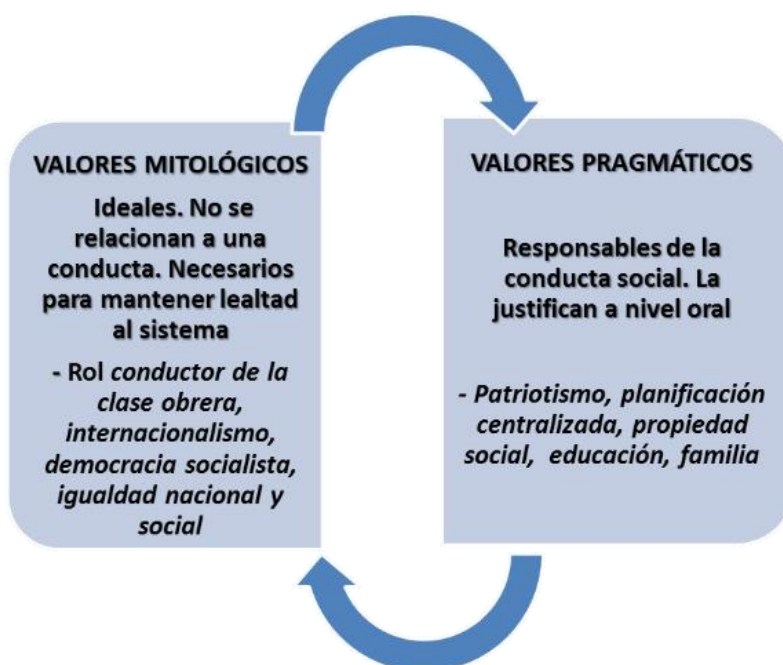 VALORES MITOLÓGICOS
Ideales. No se
relacionan a una
conducta. Necesarios
para mantener lealtad
al sistema
- Rol conductor de la
clase obrera,
internacionalismo,
democracia socialista,
igualdad nacional y
social
VALORES PRAGMÁTICOS
Responsables de la
conducta social. La
justifican a nivel oral
- Patriotismo, planificación
centralizada, propiedad
social, educación, familia